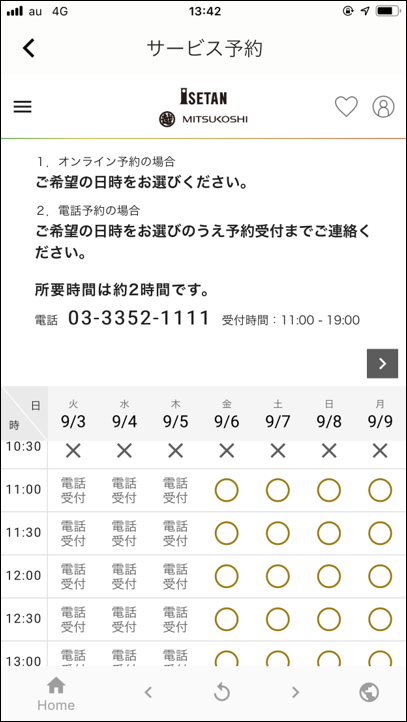 au 4G 13:42
サービス予約
ISETAN
MITSUKOSHI
1．オンライン予約の場合
ご希望の日時をお選びください。
2．電話予約の場合
ご希望の日時をお選びのうえ予約受付までご連絡く
ださい。
所要時間は約2時間です。
電話 03-3352-1111 受付時間：11:00 - 19:00
日 火 水 木 金 土 日 月
時 9/3 9/4 9/5 9/6 9/7 9/8 9/9
10:30 × × × × × × ×
11:00 電話受付 電話受付 電話受付 ○ ○ ○ ○
11:30 電話受付 電話受付 電話受付 ○ ○ ○ ○
12:00 電話受付 電話受付 電話受付 ○ ○ ○ ○
12:30 電話受付 電話受付 電話受付 ○ ○ ○ ○
13:00 電話受付 電話受付 電話受付 ○ ○ ○ ○
Home